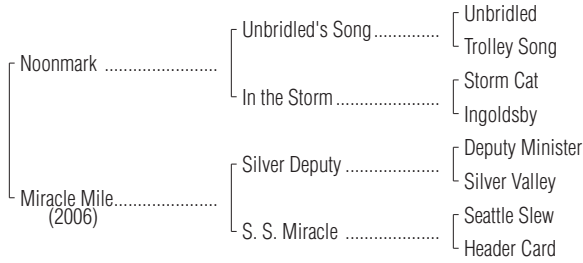 Unbridled
Unbridled's Song..............
Trolley Song
Noonmark ........................
Storm Cat
In the Storm ......................
Ingoldsby
Deputy Minister
Silver Deputy ....................
Silver Valley
Miracle Mile......................
(2006)
Seattle Slew
S. S. Miracle ....................
Header Card